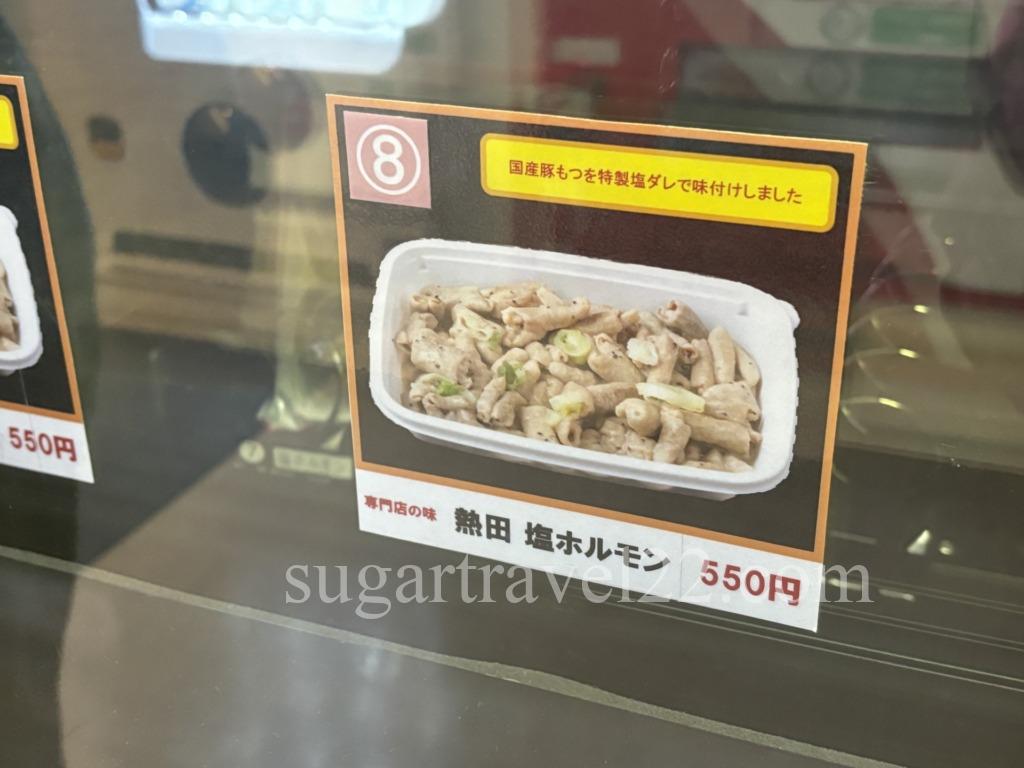 ⑧
国産豚もつを特製塩ダレで味付けしました
専門店の味 熱田 塩ホルモン 550円
550円
sugartravel22.com